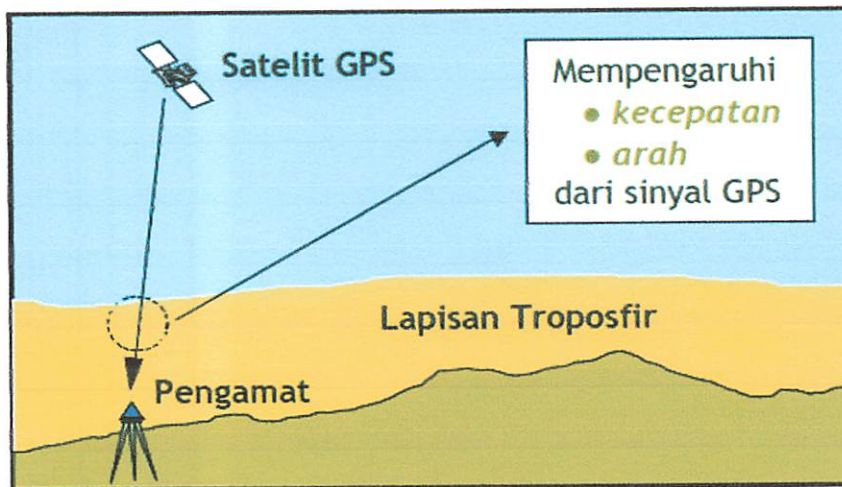 Satelit GPS
Mempengaruhi
• kecepatan
• arah
dari sinyal GPS
Lapisan Troposfir
Pengamat